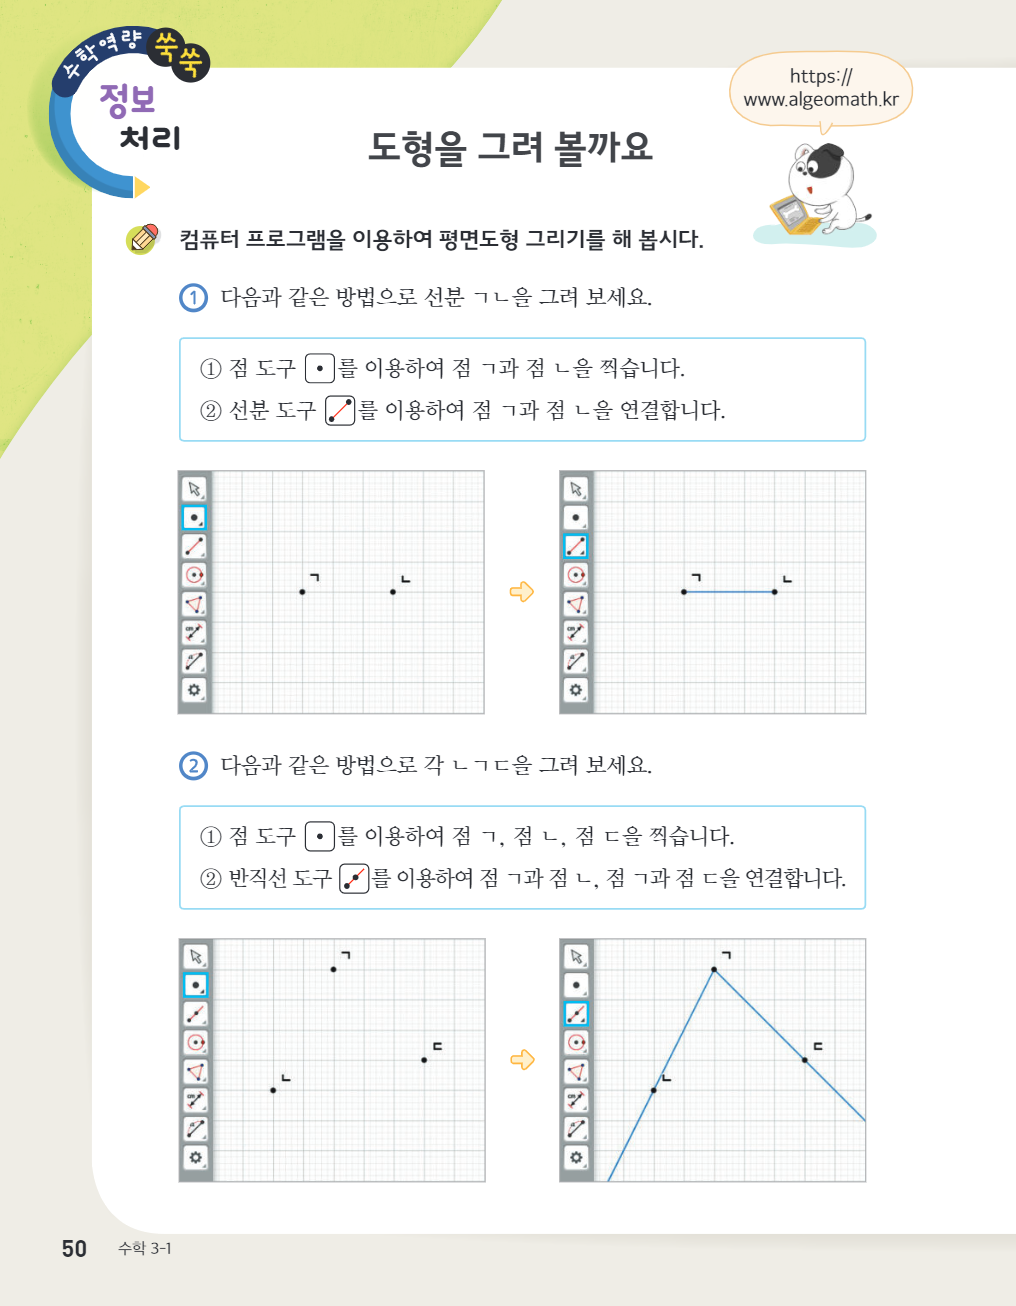 수학역량 쑥쑥
정보
처리
https://
www.algeomath.kr
도형을 그려 볼까요
컴퓨터 프로그램을 이용하여 평면도형 그리기를 해 봅시다.
1 다음과 같은 방법으로 선분 ㄱㄴ을 그려 보세요.
① 점 도구 를 이용하여 점 ㄱ과 점 ㄴ을 찍습니다.
② 선분 도구 를 이용하여 점 ㄱ과 점 ㄴ을 연결합니다.
ㄱ ㄴ
ㄱ ㄴ
2 다음과 같은 방법으로 각 ㄴㄱㄷ을 그려 보세요.
① 점 도구 를 이용하여 점 ㄱ, 점 ㄴ, 점 ㄷ을 찍습니다.
② 반직선 도구 를 이용하여 점 ㄱ과 점 ㄴ, 점 ㄱ과 점 ㄷ을 연결합니다.
ㄱ
ㄷ
ㄴ
ㄱ
ㄷ
ㄴ
50 수학 3-1